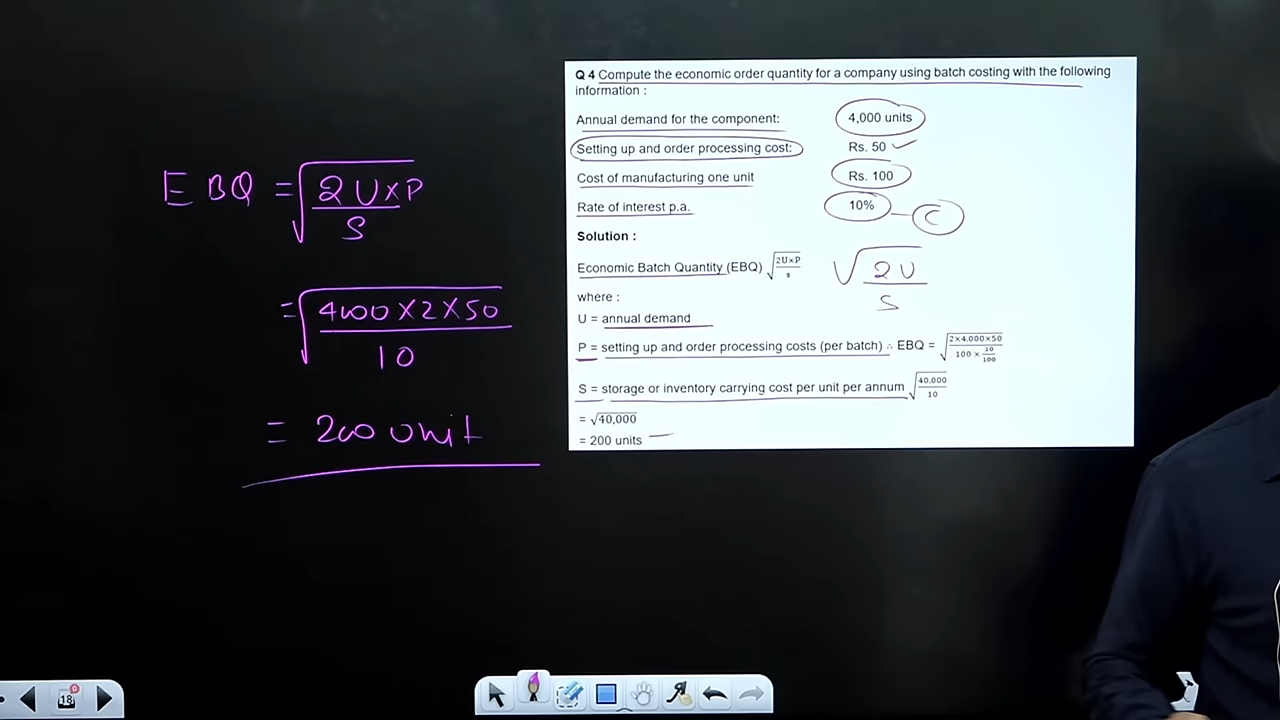 EBQ = √(2U×P / S)
= √(4000×2×50 / 10)
= 200 unit
Q 4 Compute the economic order quantity for a company using batch costing with the following
information :
Annual demand for the component: 4,000 units
Setting up and order processing cost: Rs. 50
Cost of manufacturing one unit Rs. 100
Rate of interest p.a. 10% C
Solution :
Economic Batch Quantity (EBQ) √(2U×P / s) √(2U / S)
where :
U = annual demand
P = setting up and order processing costs (per batch) ∴ EBQ = √(2×4,000×50 / 100 × 10/100)
S = storage or inventory carrying cost per unit per annum √(40,000 / 10)
= √40,000
= 200 units
18
0